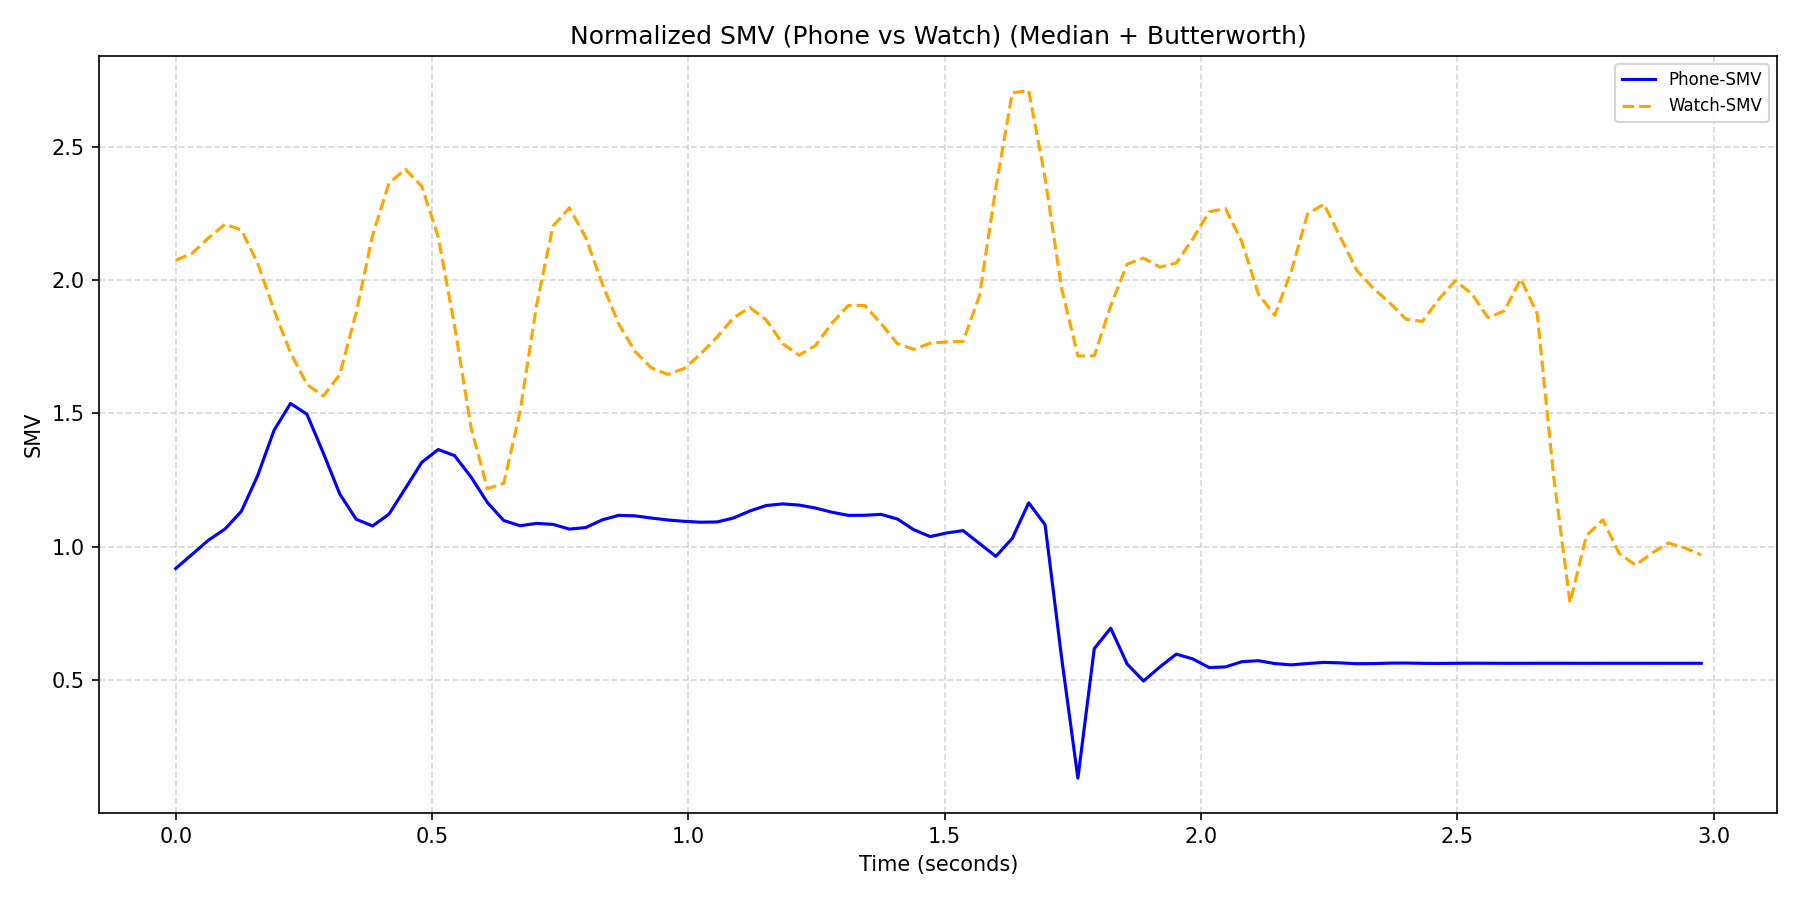 Normalized SMV (Phone vs Watch) (Median + Butterworth)
Phone-SMV
Watch-SMV
2.5
2.0
1.5
1.0
0.5
SMV
0.0 0.5 1.0 1.5 2.0 2.5 3.0
Time (seconds)